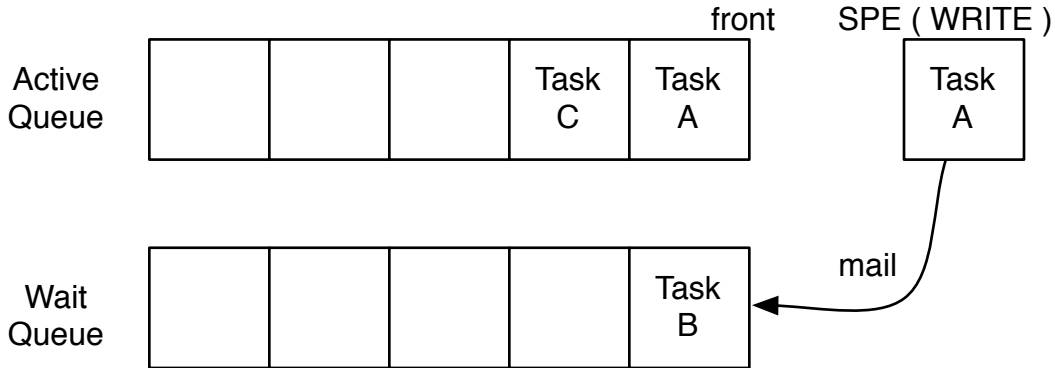 front
SPE ( WRITE )
Active
Queue
Task
C
Task
A
Task
A
mail
Wait
Queue
Task
B